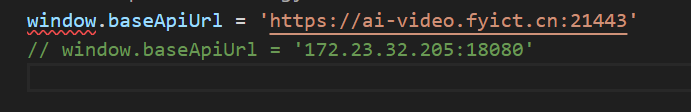 window.baseApiUrl = 'https://ai-video.fyict.cn:21443'
// window.baseApiUrl = '172.23.32.205:18080'